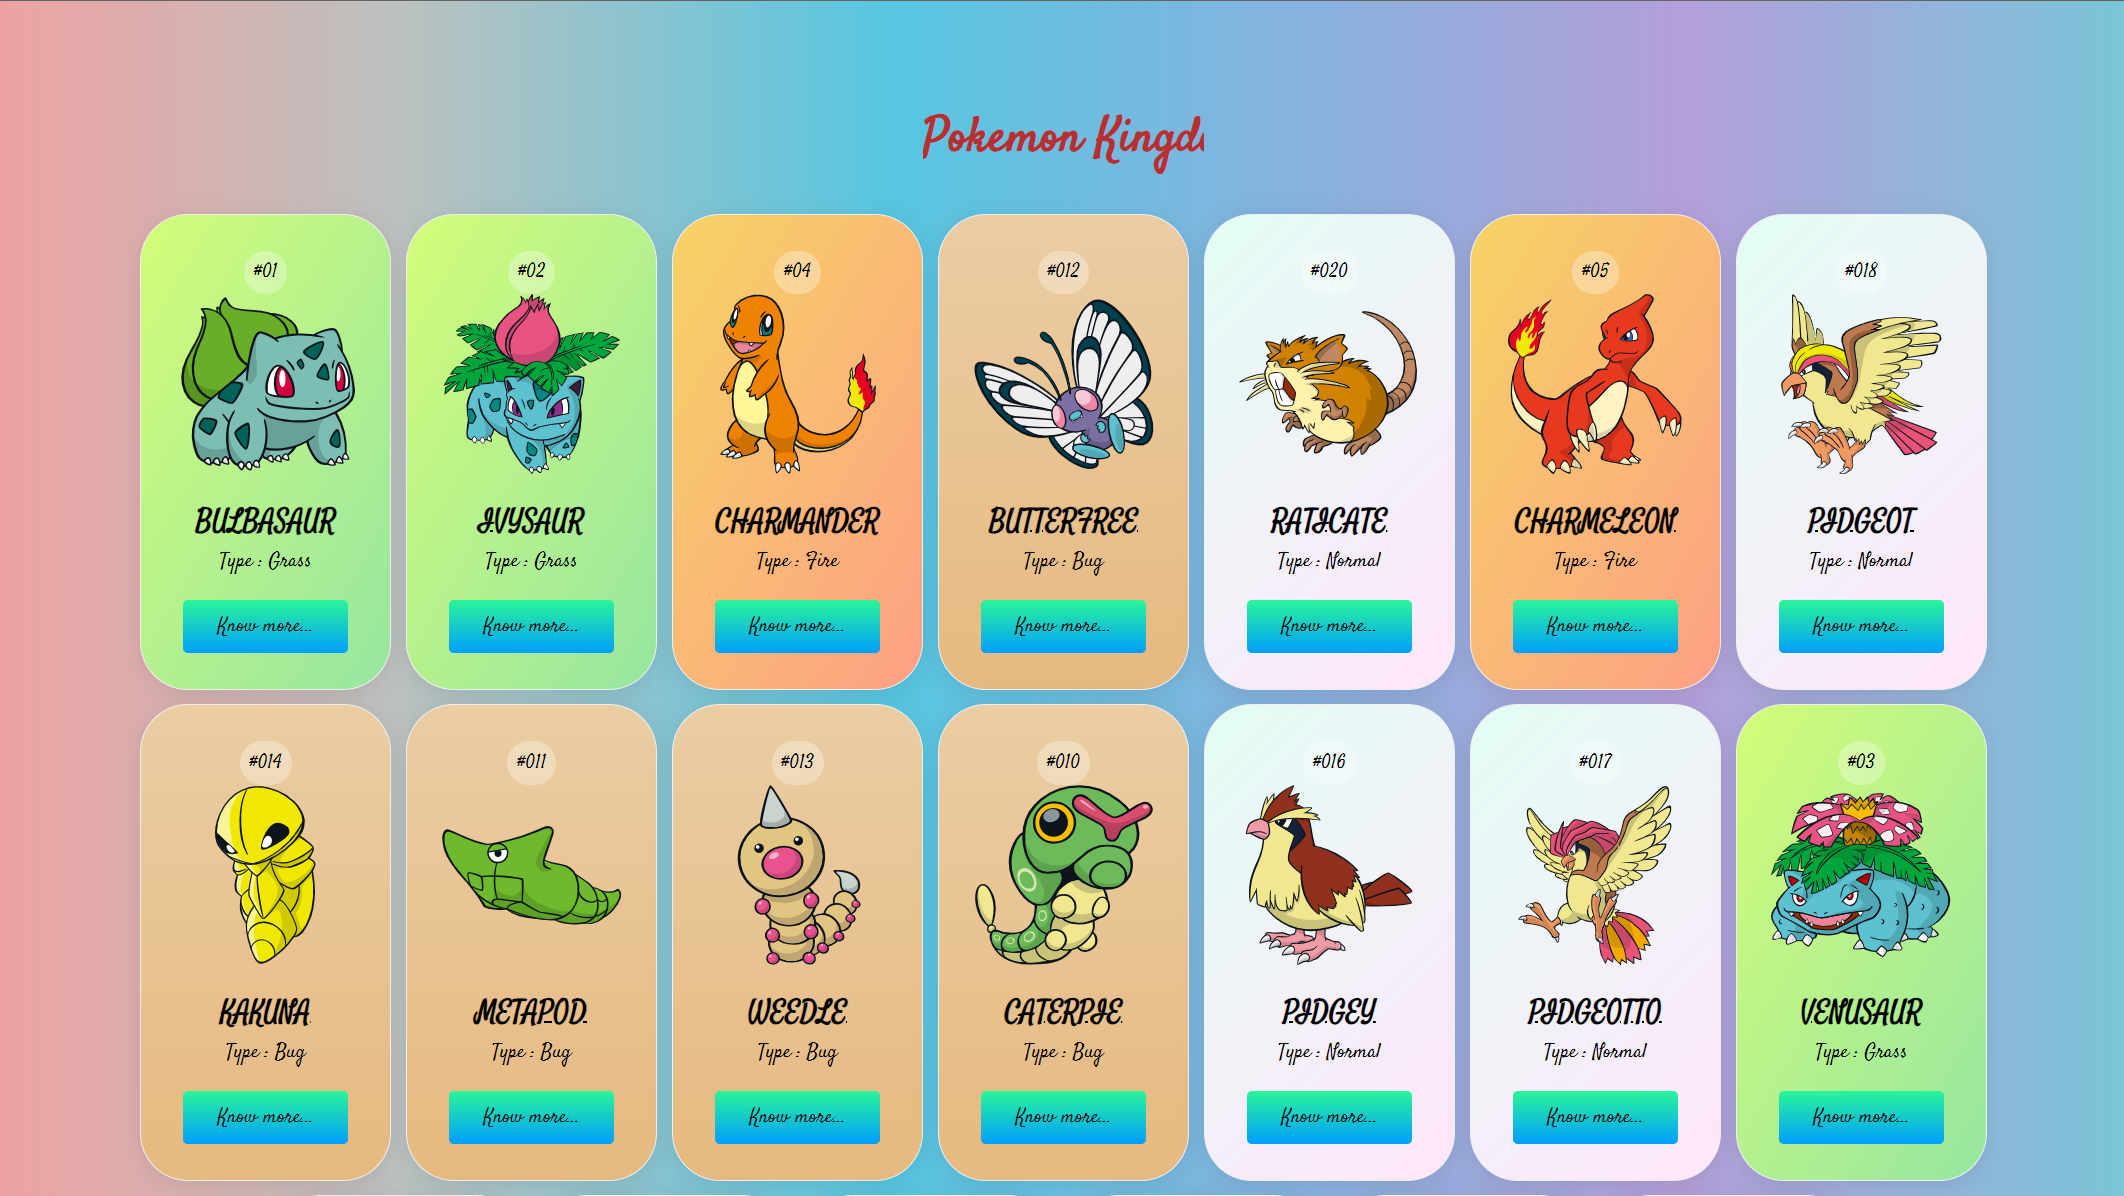 Pokemon Kingd
#01
BULBASAUR
Type : Grass
Know more...
#02
IVYSAUR
Type : Grass
Know more...
#04
CHARMANDER
Type : Fire
Know more...
#012
BUTTERFREE
Type : Bug
Know more...
#020
RATICATE
Type : Normal
Know more...
#05
CHARMELEON
Type : Fire
Know more...
#018
PIDGEOT
Type : Normal
Know more...
#014
KAKUNA
Type : Bug
Know more...
#011
METAPOD
Type : Bug
Know more...
#013
WEEDLE
Type : Bug
Know more...
#010
CATERPIE
Type : Bug
Know more...
#016
PIDGEY
Type : Normal
Know more...
#017
PIDGEOTTO
Type : Normal
Know more...
#03
VENUSAUR
Type : Grass
Know more...